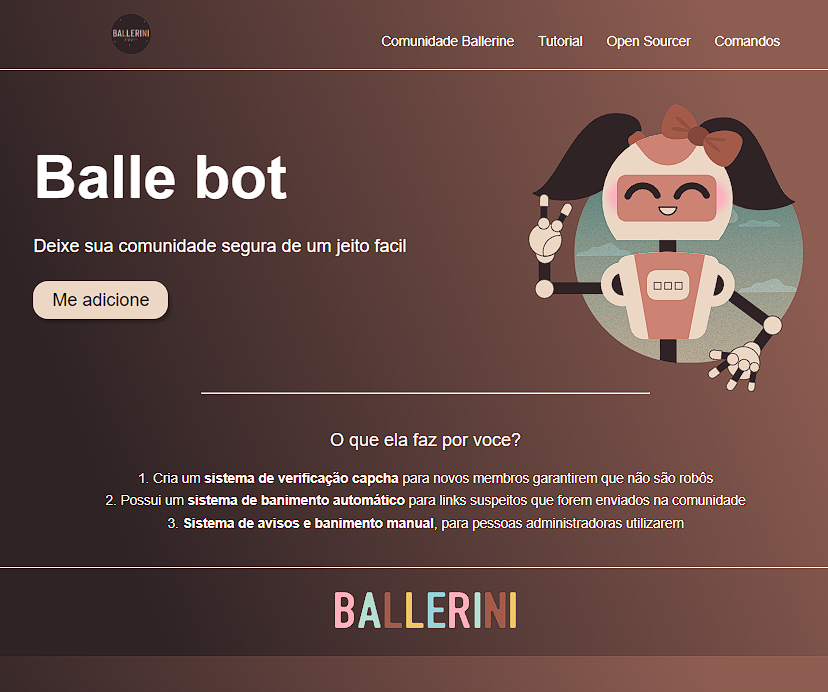 BALLERINI
Comunidade Ballerine Tutorial Open Sourcer Comandos
Balle bot
Deixe sua comunidade segura de um jeito facil
Me adicione
O que ela faz por voce?
1. Cria um sistema de verificação capcha para novos membros garantirem que não são robôs
2. Possui um sistema de banimento automático para links suspeitos que forem enviados na comunidade
3. Sistema de avisos e banimento manual, para pessoas administradoras utilizarem
BALLERINI